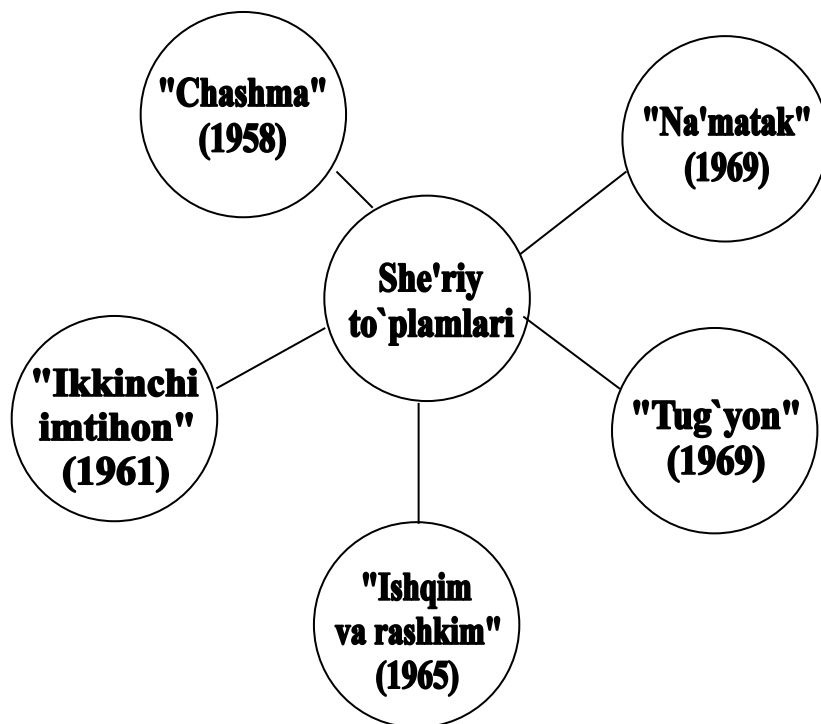 "Chashma"
(1958)
"Na'matak"
(1969)
She'riy
to`plamlari
"Ikkinchi
imtihon"
(1961)
"Tug`yon"
(1969)
"Ishqim
va rashkim"
(1965)